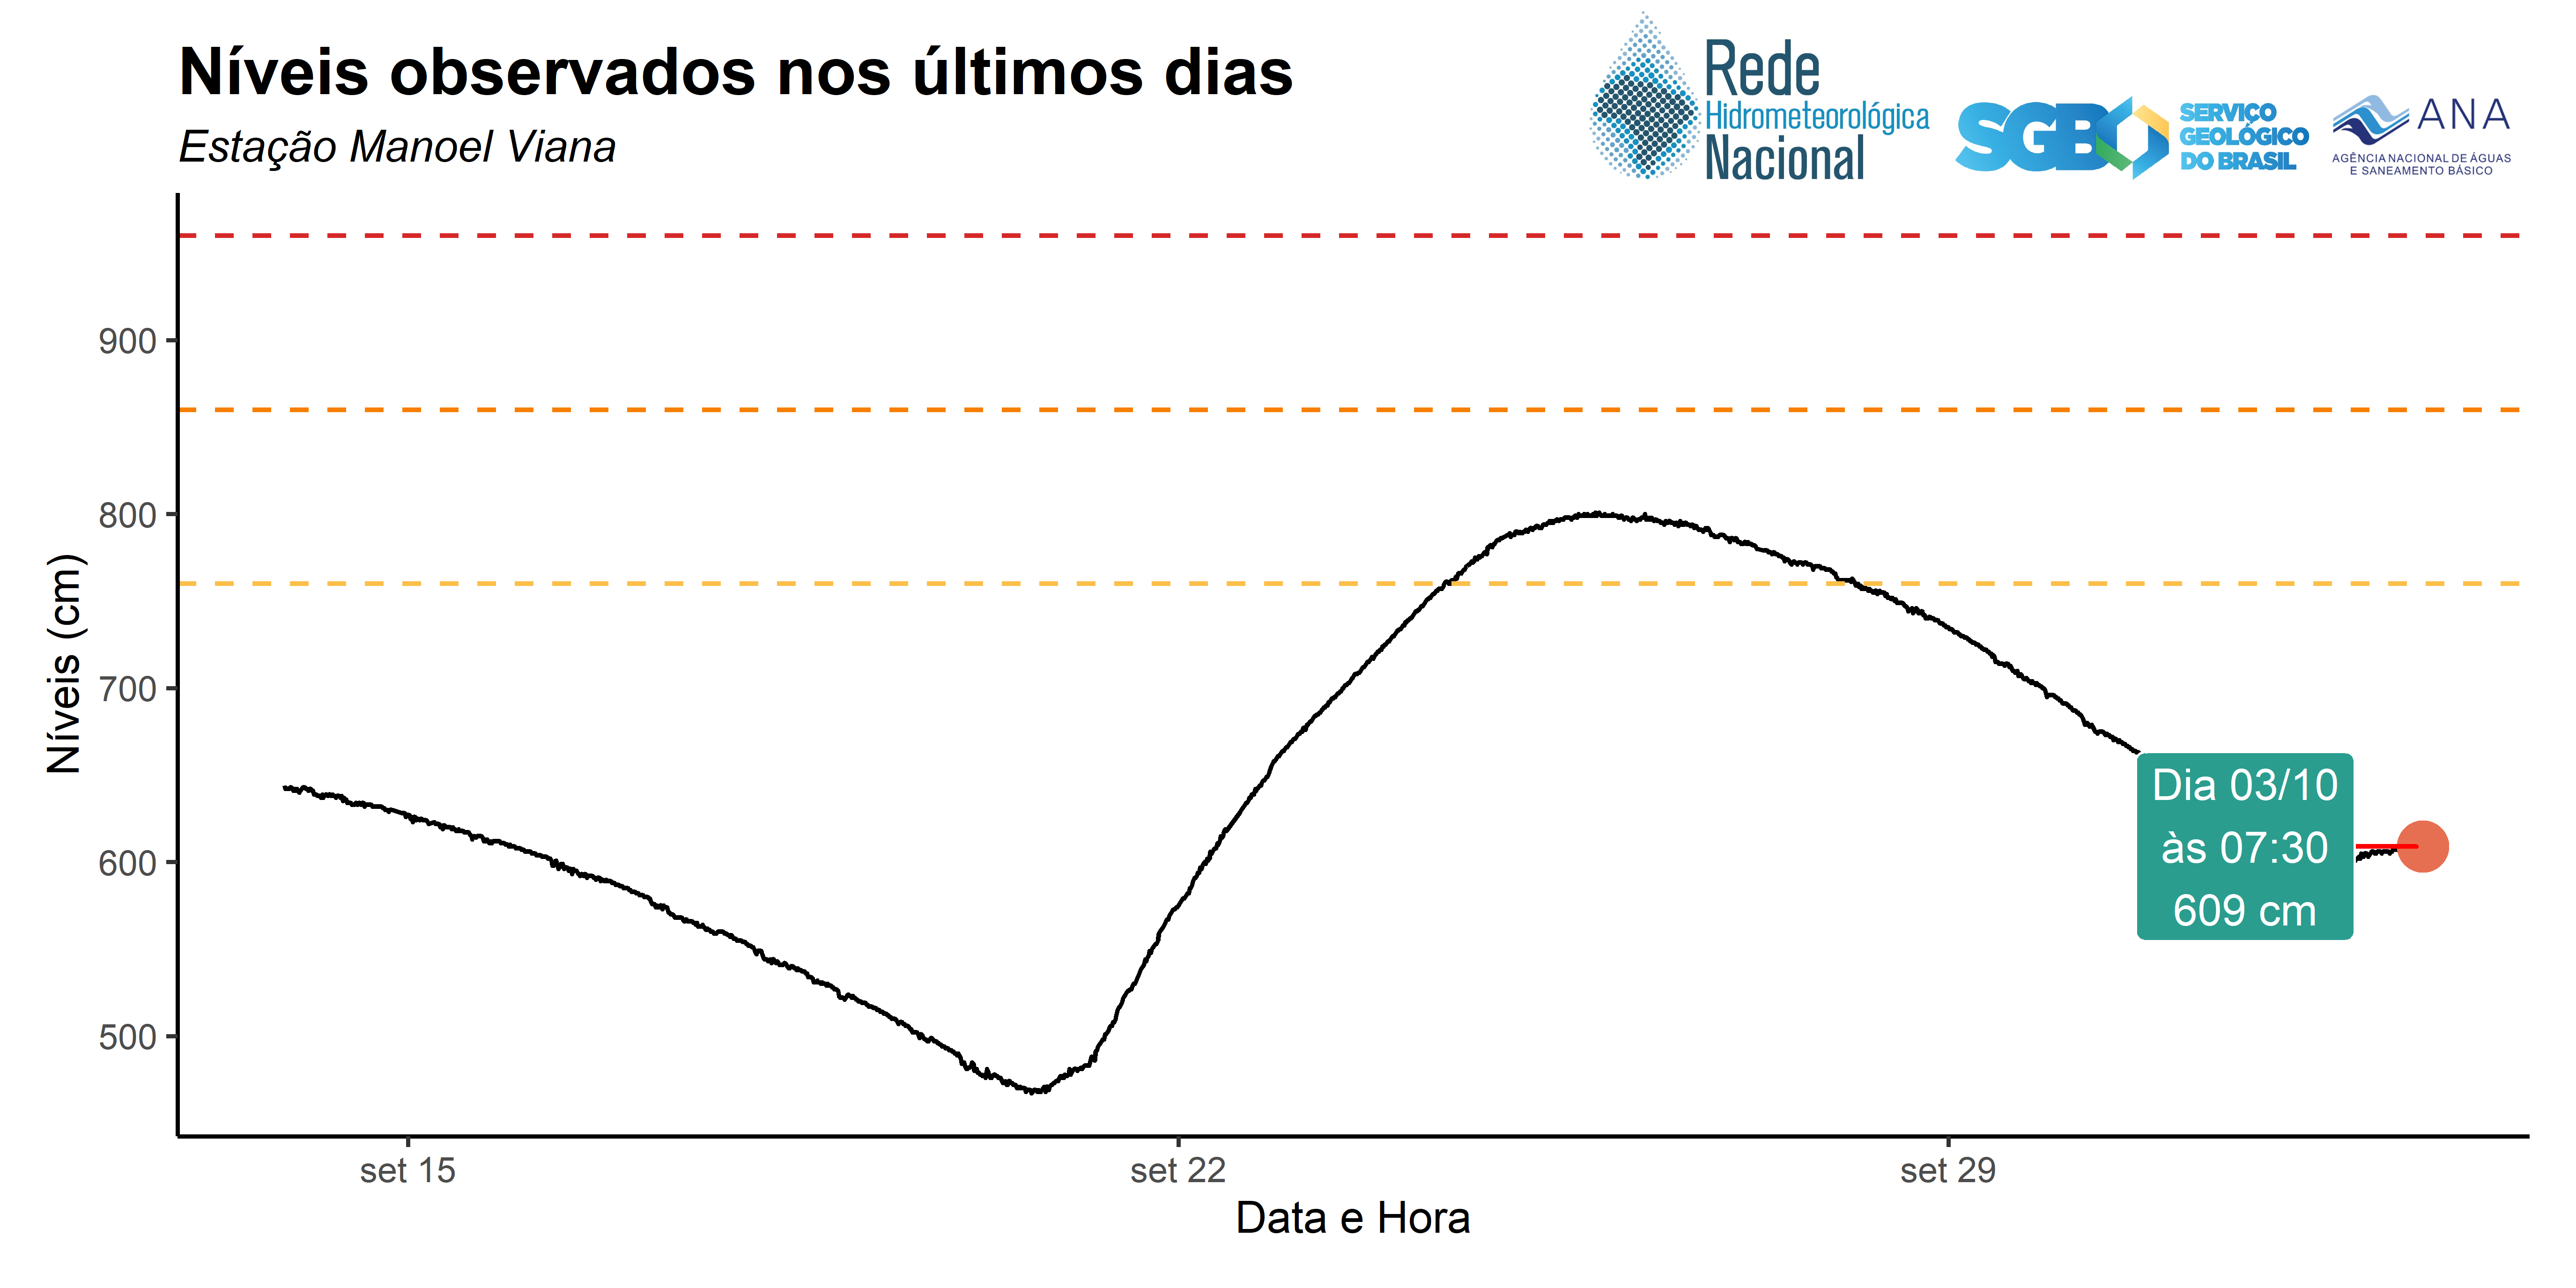 Níveis observados nos últimos dias
Estação Manoel Viana
Rede
Hidrometeorológica
Nacional
SGB
SERVIÇO
GEOLÓGICO
DO BRASIL
ANA
AGÊNCIA NACIONAL DE ÁGUAS
E SANEAMENTO BÁSICO
Níveis (cm)
900
800
700
600
500
Dia 03/10
às 07:30
609 cm
set 15
set 22
set 29
Data e Hora